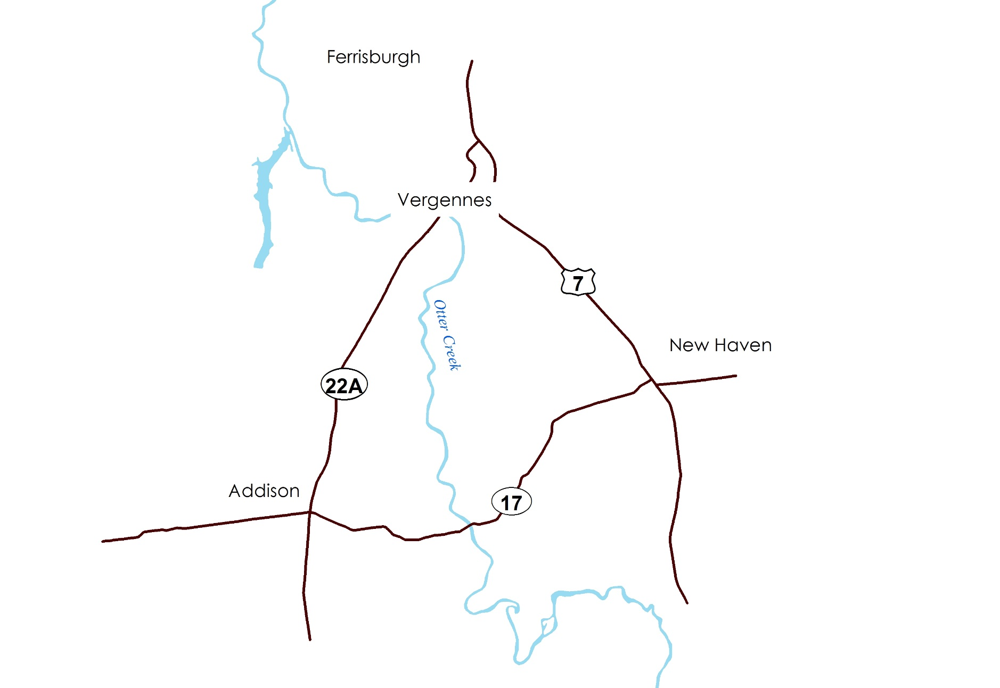 Ferrisburgh
Vergennes
7
Otter Creek
New Haven
22A
Addison
17